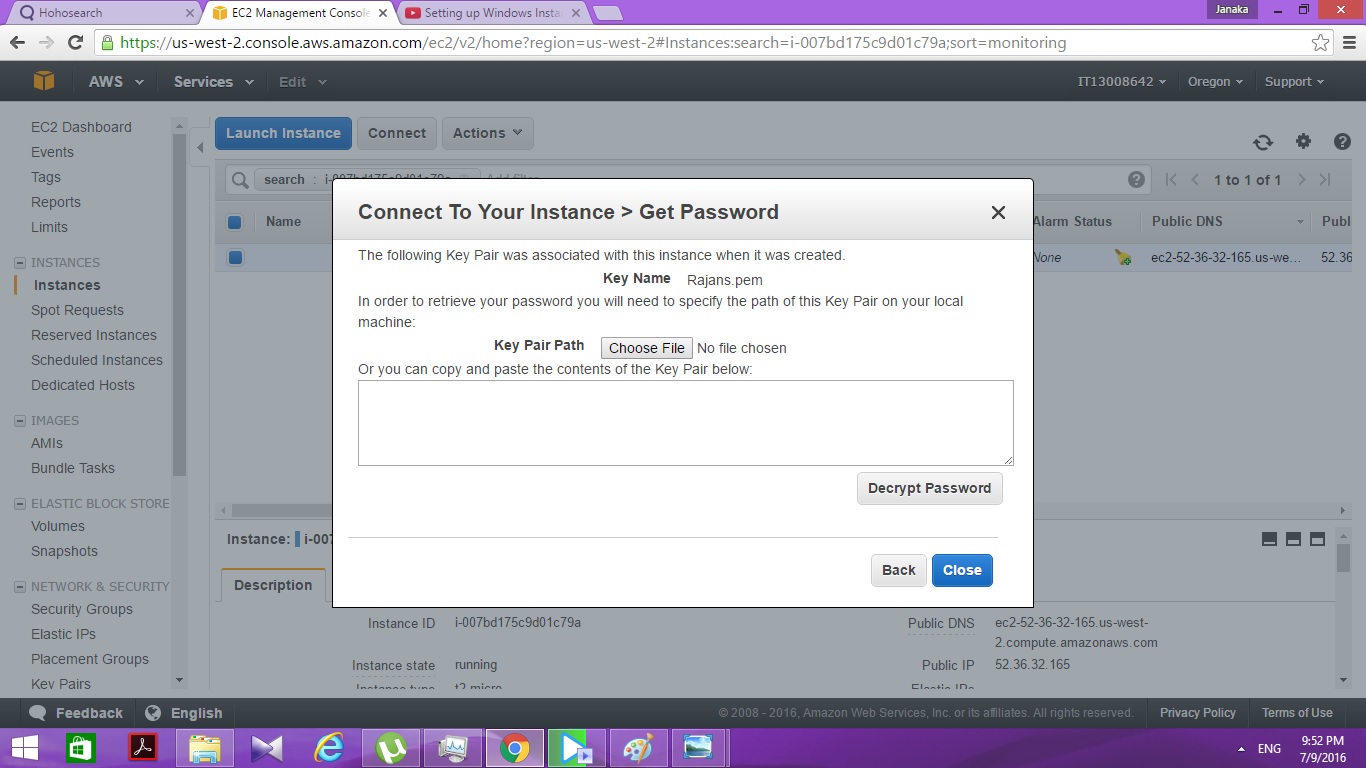 Hohosearch
EC2 Management Console
Setting up Windows Insta
Janaka
https://us-west-2.console.aws.amazon.com/ec2/v2/home?region=us-west-2#Instances:search=i-007bd175c9d01c79a;sort=monitoring
AWS Services Edit IT13008642 Oregon Support
EC2 Dashboard
Events
Tags
Reports
Limits
INSTANCES
Instances
Spot Requests
Reserved Instances
Scheduled Instances
Dedicated Hosts
IMAGES
AMIs
Bundle Tasks
ELASTIC BLOCK STORE
Volumes
Snapshots
NETWORK & SECURITY
Security Groups
Elastic IPs
Placement Groups
Key Pairs
Launch Instance Connect Actions
search : i-007bd175c9d01c79a Add filter
1 to 1 of 1
Name Alarm Status Public DNS Publ
None ec2-52-36-32-165.us-we... 52.36
Connect To Your Instance > Get Password
The following Key Pair was associated with this instance when it was created.
Key Name Rajans.pem
In order to retrieve your password you will need to specify the path of this Key Pair on your local
machine:
Key Pair Path Choose File No file chosen
Or you can copy and paste the contents of the Key Pair below:
Decrypt Password
Back Close
Instance: i-007
Description
Instance ID i-007bd175c9d01c79a
Public DNS ec2-52-36-32-165.us-west-
2.compute.amazonaws.com
Instance state running
Public IP 52.36.32.165
Instance type t2.micro
Elastic IPs
Feedback English
© 2008 - 2016, Amazon Web Services, Inc. or its affiliates. All rights reserved. Privacy Policy Terms of Use
ENG
9:52 PM
7/9/2016